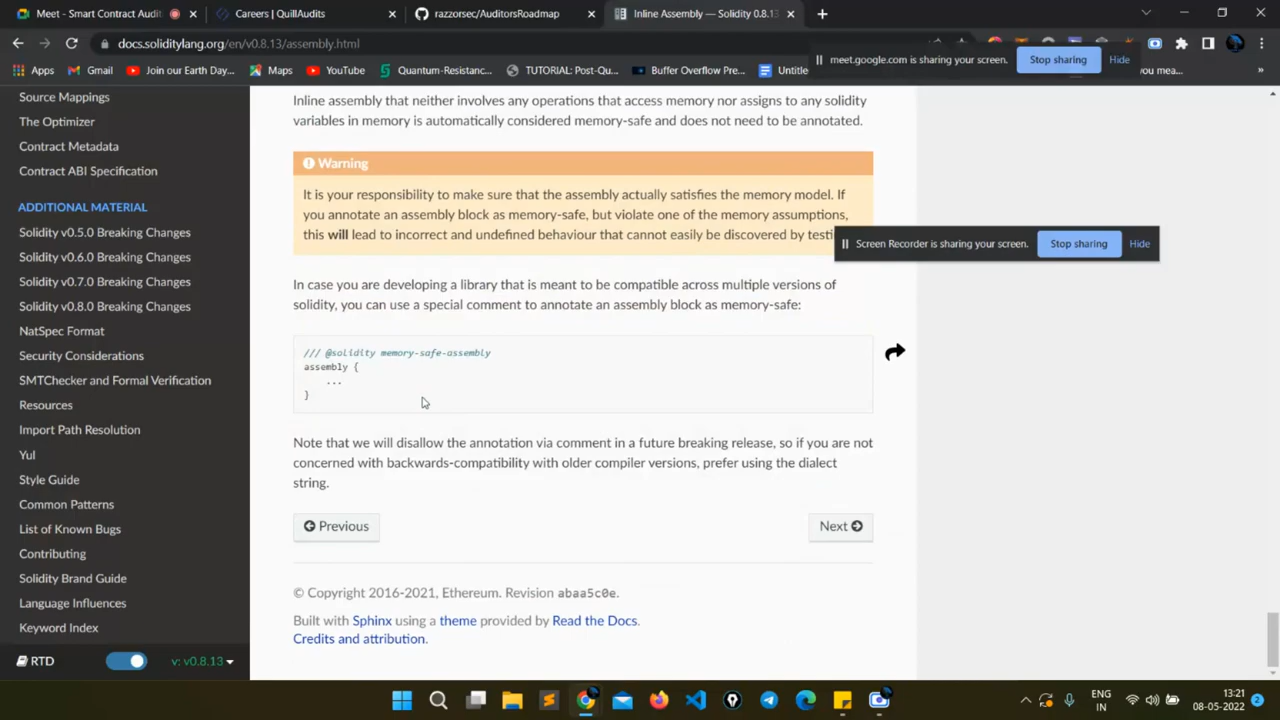 Meet - Smart Contract Audit
Careers | QuillAudits
razzorsec/AuditorsRoadmap
Inline Assembly — Solidity 0.8.13
docs.soliditylang.org/en/v0.8.13/assembly.html
meet.google.com is sharing your screen.
Stop sharing
Hide
Apps
Gmail
Join our Earth Day...
Maps
YouTube
Quantum-Resistanc...
TUTORIAL: Post-Qu...
Buffer Overflow Pre...
Untitle
you mea...
»
Source Mappings
The Optimizer
Contract Metadata
Contract ABI Specification
ADDITIONAL MATERIAL
Solidity v0.5.0 Breaking Changes
Solidity v0.6.0 Breaking Changes
Solidity v0.7.0 Breaking Changes
Solidity v0.8.0 Breaking Changes
NatSpec Format
Security Considerations
SMTChecker and Formal Verification
Resources
Import Path Resolution
Yul
Style Guide
Common Patterns
List of Known Bugs
Contributing
Solidity Brand Guide
Language Influences
Keyword Index
RTD
v: v0.8.13
Inline assembly that neither involves any operations that access memory nor assigns to any solidity
variables in memory is automatically considered memory-safe and does not need to be annotated.
Warning
It is your responsibility to make sure that the assembly actually satisfies the memory model. If
you annotate an assembly block as memory-safe, but violate one of the memory assumptions,
this will lead to incorrect and undefined behaviour that cannot easily be discovered by testi
Screen Recorder is sharing your screen.
Stop sharing
Hide
In case you are developing a library that is meant to be compatible across multiple versions of
solidity, you can use a special comment to annotate an assembly block as memory-safe:
/// @solidity memory-safe-assembly
assembly {
...
}
Note that we will disallow the annotation via comment in a future breaking release, so if you are not
concerned with backwards-compatibility with older compiler versions, prefer using the dialect
string.
Previous
Next
© Copyright 2016-2021, Ethereum. Revision abaa5c0e.
Built with Sphinx using a theme provided by Read the Docs.
Credits and attribution.
ENG
IN
13:21
08-05-2022
2